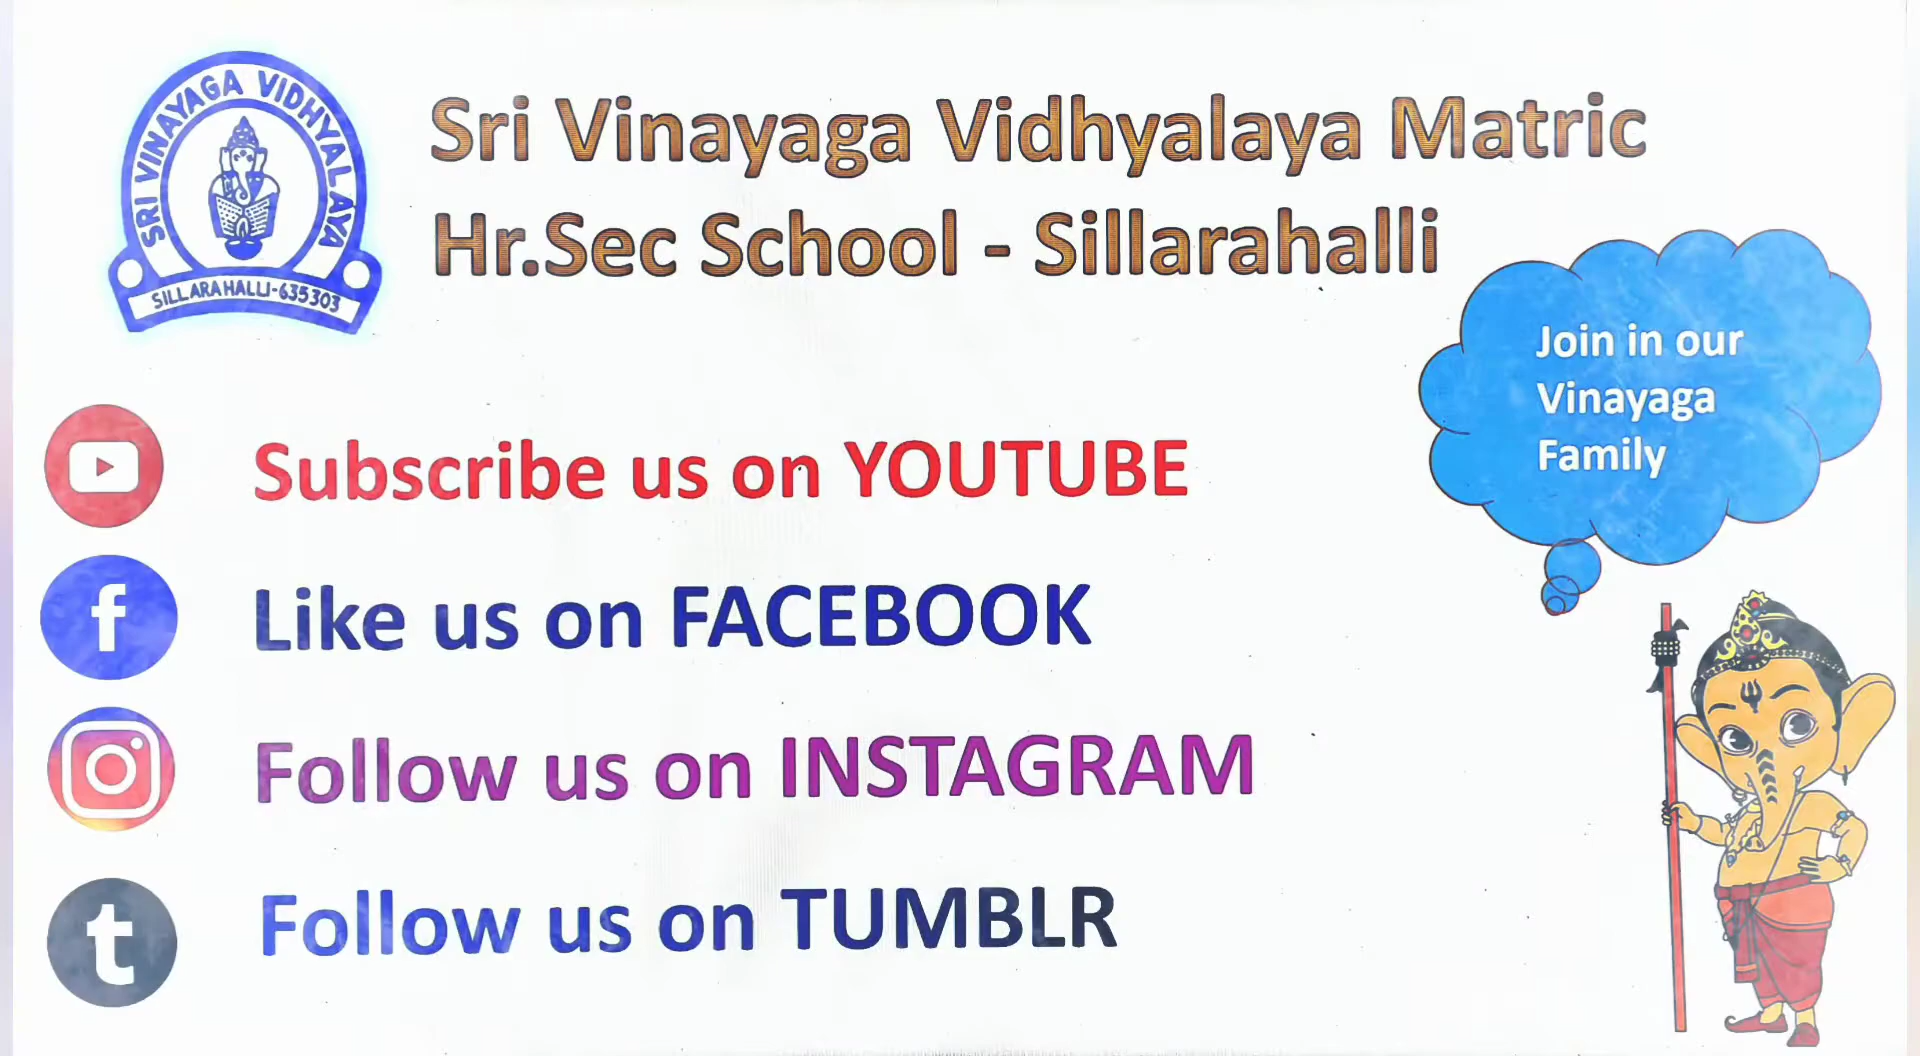 SRI VINAYAGA VIDHYALAYA
SILLARAHALLI-635303
Sri Vinayaga Vidhyalaya Matric
Hr.Sec School - Sillarahalli
Join in our
Vinayaga
Family
Subscribe us on YOUTUBE
f
Like us on FACEBOOK
Follow us on INSTAGRAM
t
Follow us on TUMBLR